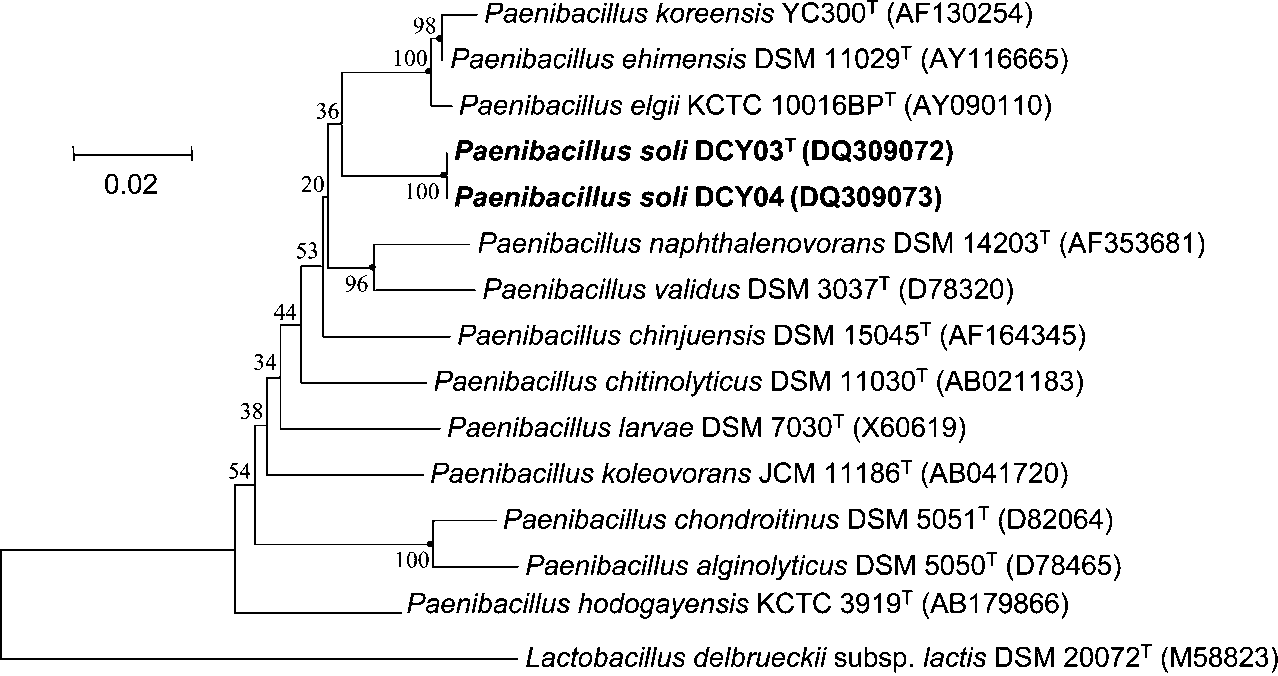 Paenibacillus koreensis YC300ᵀ (AF130254)
98
Paenibacillus ehimensis DSM 11029ᵀ (AY116665)
100
Paenibacillus elgii KCTC 10016BPᵀ (AY090110)
36
Paenibacillus soli DCY03ᵀ (DQ309072)
0.02
20
100
Paenibacillus soli DCY04 (DQ309073)
Paenibacillus naphthalenovorans DSM 14203ᵀ (AF353681)
53
96
Paenibacillus validus DSM 3037ᵀ (D78320)
44
Paenibacillus chinjuensis DSM 15045ᵀ (AF164345)
34
Paenibacillus chitinolyticus DSM 11030ᵀ (AB021183)
38
Paenibacillus larvae DSM 7030ᵀ (X60619)
54
Paenibacillus koleovorans JCM 11186ᵀ (AB041720)
Paenibacillus chondroitinus DSM 5051ᵀ (D82064)
100
Paenibacillus alginolyticus DSM 5050ᵀ (D78465)
Paenibacillus hodogayensis KCTC 3919ᵀ (AB179866)
Lactobacillus delbrueckii subsp. lactis DSM 20072ᵀ (M58823)